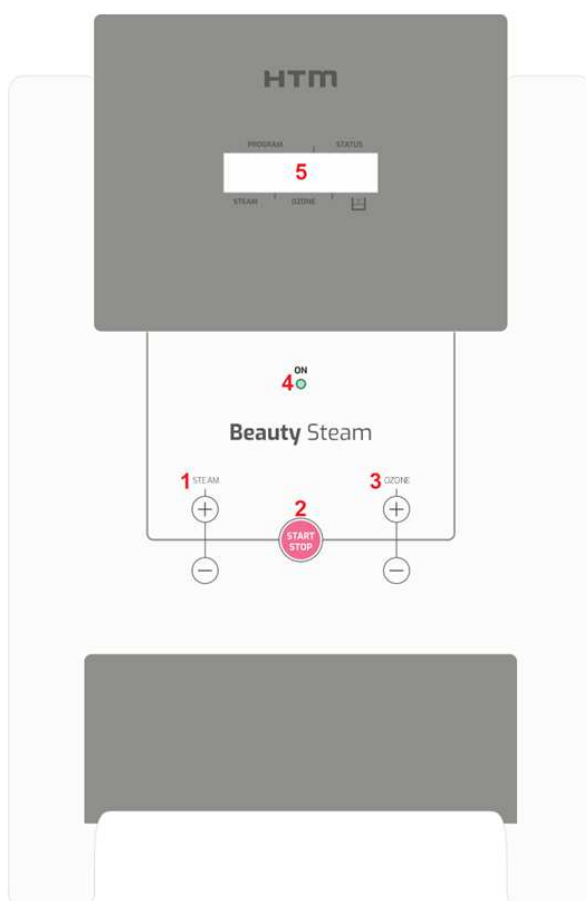 HTM
PROGRAM STATUS
5
STEAM OZONE
ON
4
Beauty Steam
1 STEAM 3 OZONE
+ 2 +
START
STOP
− −